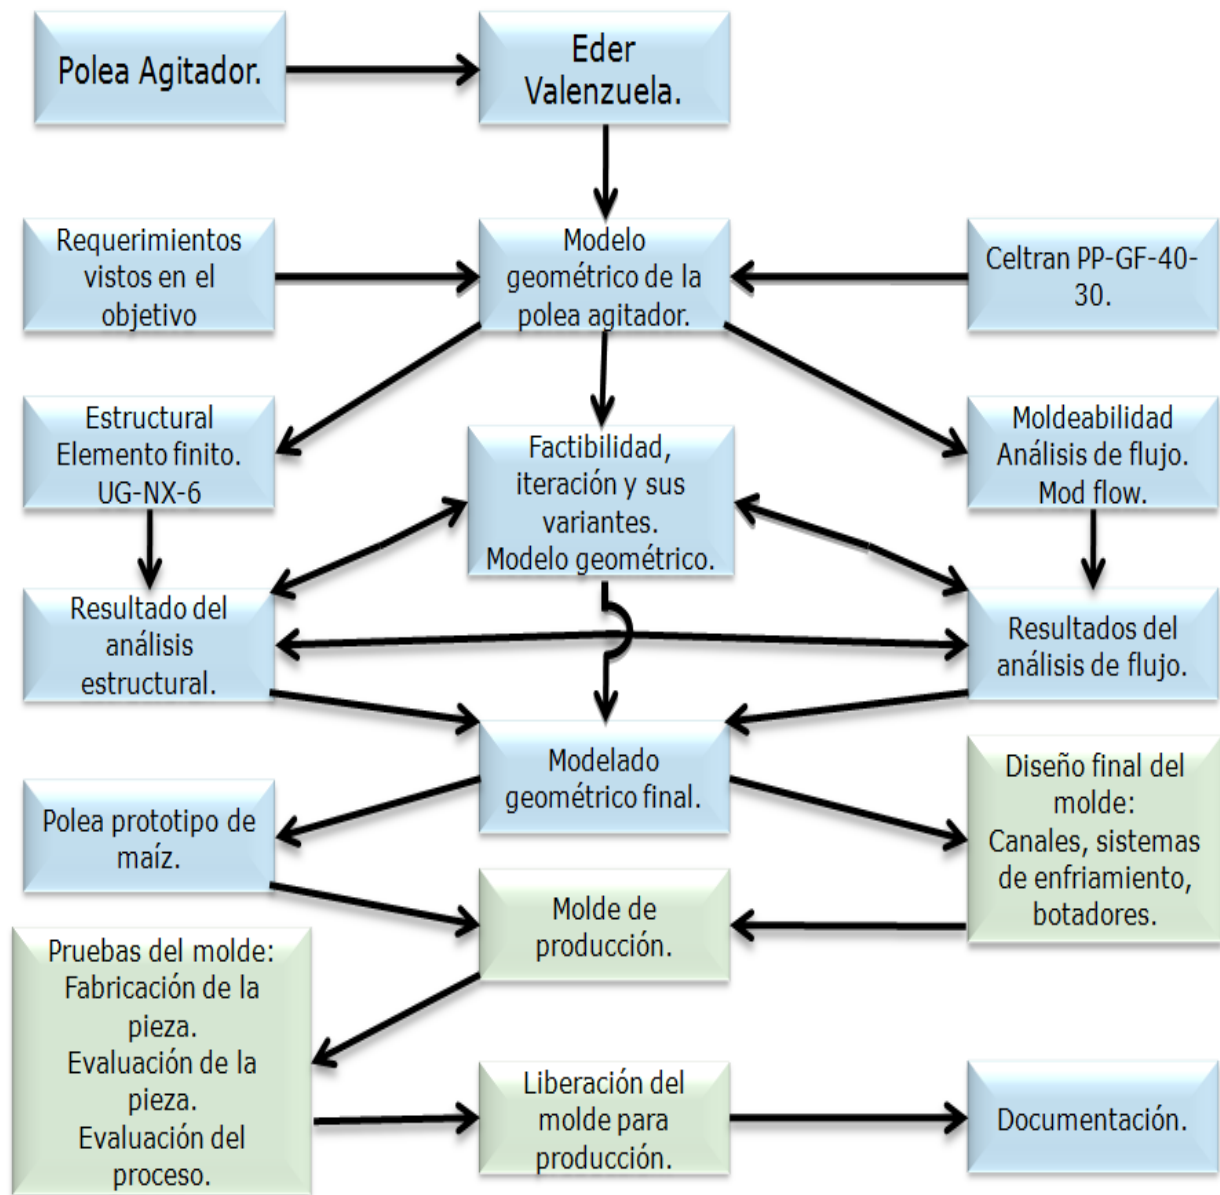 Polea Agitador.
Eder
Valenzuela.
Requerimientos
vistos en el
objetivo
Modelo
geométrico de la
polea agitador.
Celtran PP-GF-40-
30.
Estructural
Elemento finito.
UG-NX-6
Factibilidad,
iteración y sus
variantes.
Modelo geométrico.
Moldeabilidad
Análisis de flujo.
Mod flow.
Resultado del
análisis
estructural.
Resultados del
análisis de flujo.
Modelado
geométrico final.
Polea prototipo de
maíz.
Diseño final del
molde:
Canales, sistemas
de enfriamiento,
botadores.
Molde de
producción.
Pruebas del molde:
Fabricación de la
pieza.
Evaluación de la
pieza.
Evaluación del
proceso.
Liberación del
molde para
producción.
Documentación.